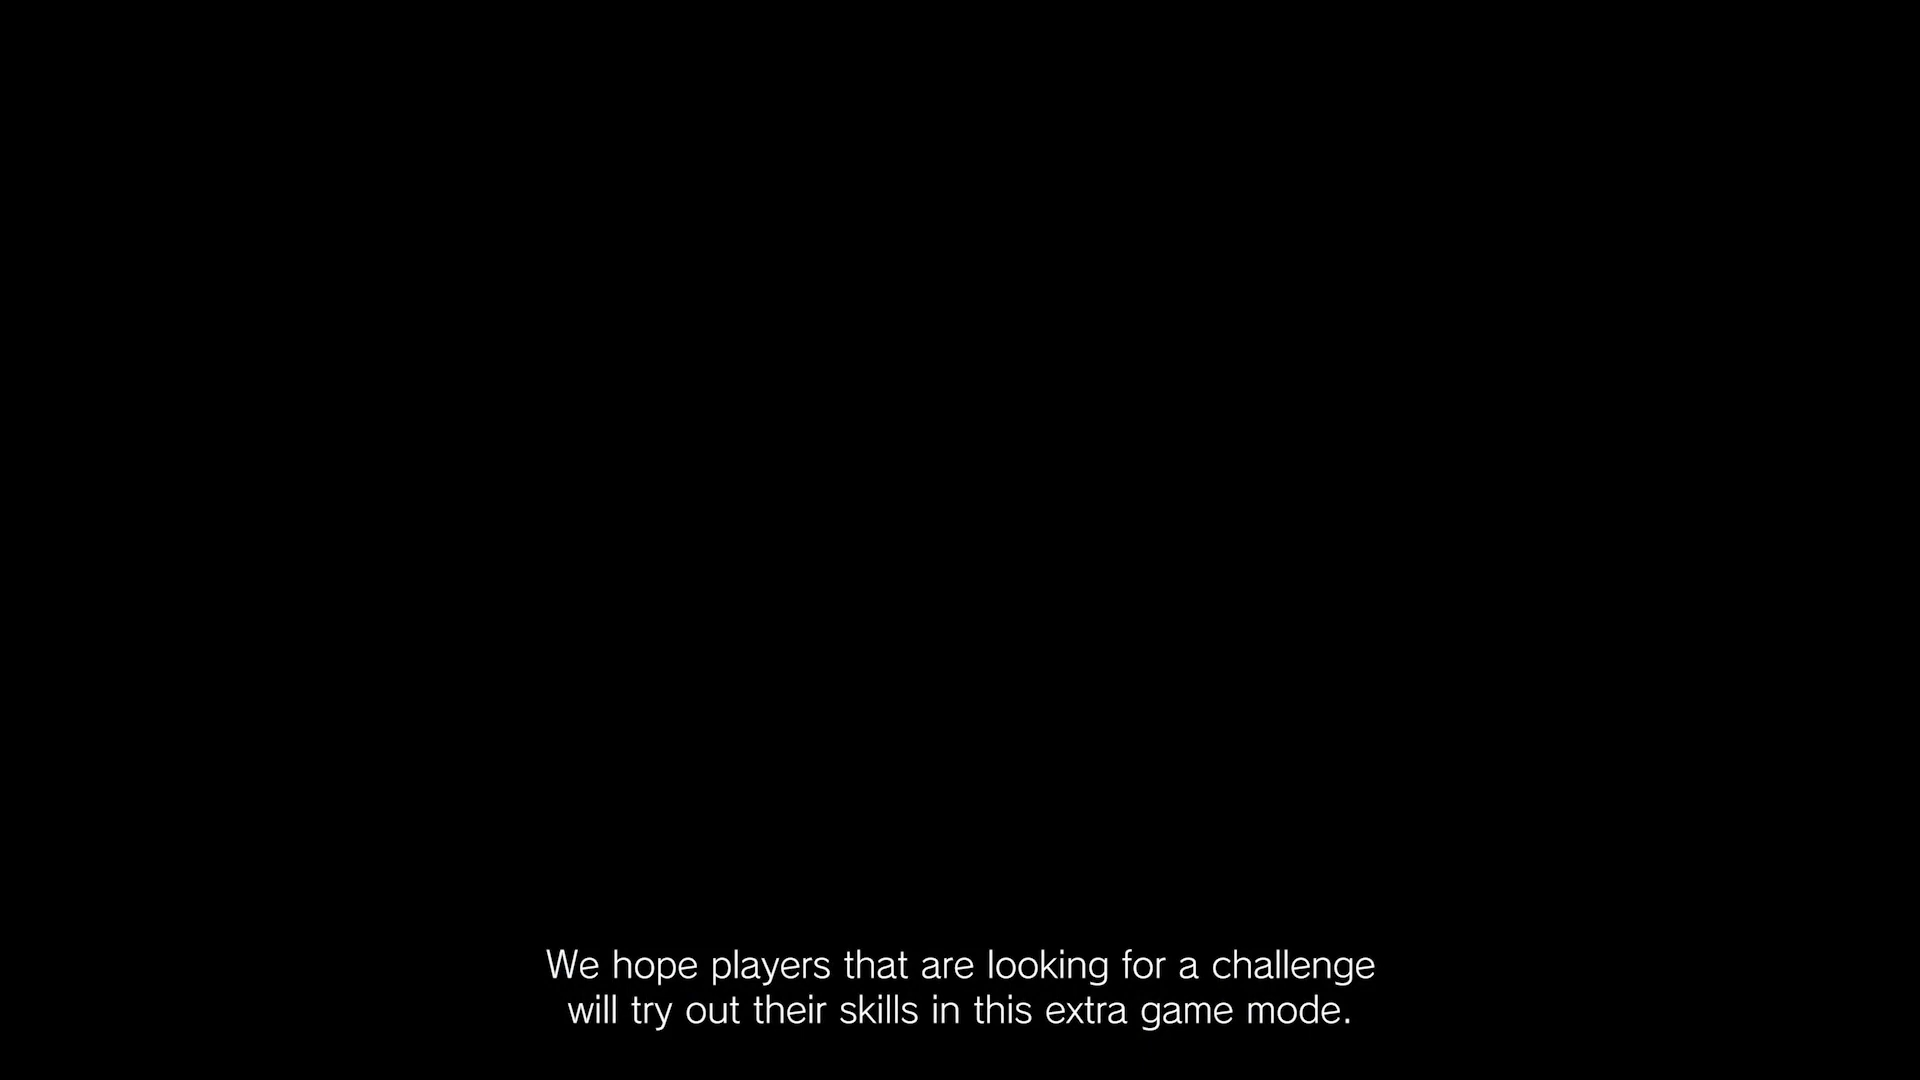 We hope players that are looking for a challenge
will try out their skills in this extra game mode.